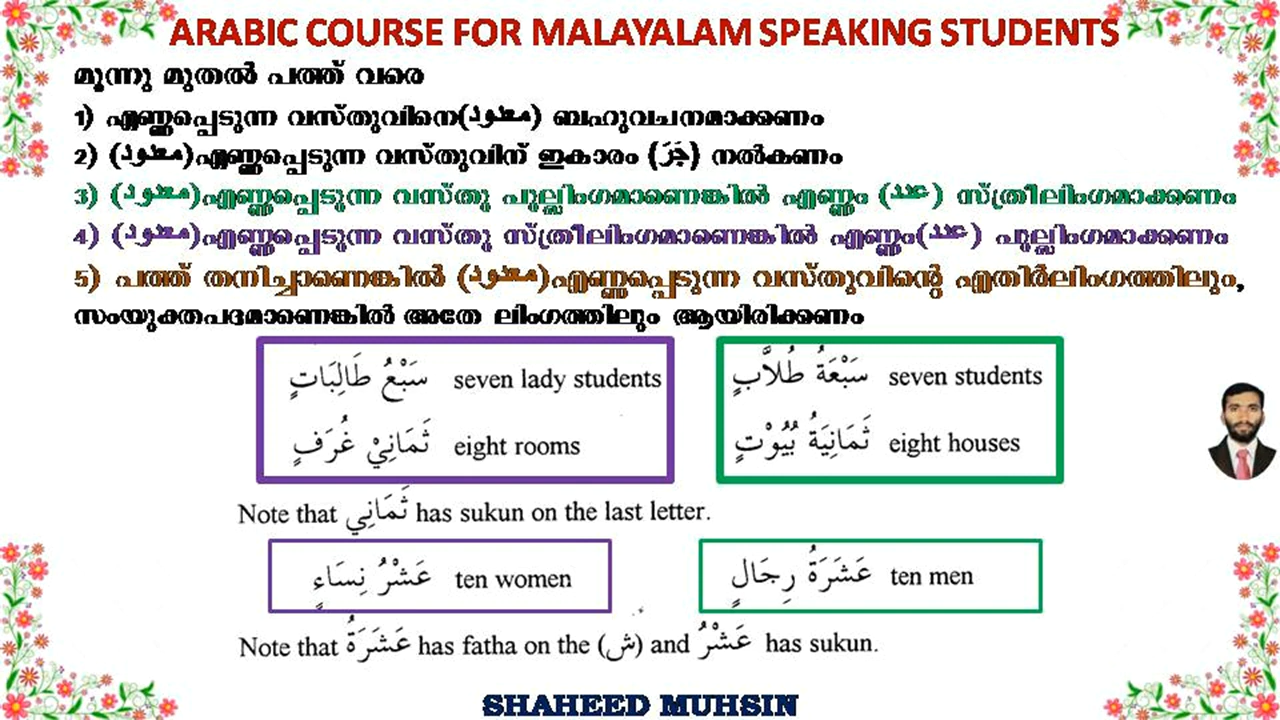 ARABIC COURSE FOR MALAYALAM SPEAKING STUDENTS
മൂന്നു മുതൽ പത്ത് വരെ
1) എണ്ണപ്പെടുന്ന വസ്തുവിനെ(معدود) ബഹുവചനമാക്കണം
2) (معدود)എണ്ണപ്പെടുന്ന വസ്തുവിന് ഇകാരം (جَرّ) നൽകണം
3) (معدود)എണ്ണപ്പെടുന്ന വസ്തു പുല്ലിംഗമാണെങ്കിൽ എണ്ണം (عدد) സ്ത്രീലിംഗമാക്കണം
4) (معدود)എണ്ണപ്പെടുന്ന വസ്തു സ്ത്രീലിംഗമാണെങ്കിൽ എണ്ണം(عدد) പുല്ലിംഗമാക്കണം
5) പത്ത് തനിച്ചാണെങ്കിൽ (معدود)എണ്ണപ്പെടുന്ന വസ്തുവിന്റെ എതിർലിംഗത്തിലും,
സംയുക്തപദമാണെങ്കിൽ അതേ ലിംഗത്തിലും ആയിരിക്കണം
سَبْعُ طَالِبَاتٍ seven lady students
ثَمَانِيْ غُرَفٍ eight rooms
سَبْعَةُ طُلاَّبٍ seven students
ثَمَانِيَةُ بُيُوْتٍ eight houses
Note that ثَمَانِي has sukun on the last letter.
عَشْرُ نِسَاءٍ ten women
عَشَرَةُ رِجَالٍ ten men
Note that عَشَرَةُ has fatha on the (ش) and عَشْرُ has sukun.
SHAHEED MUHSIN